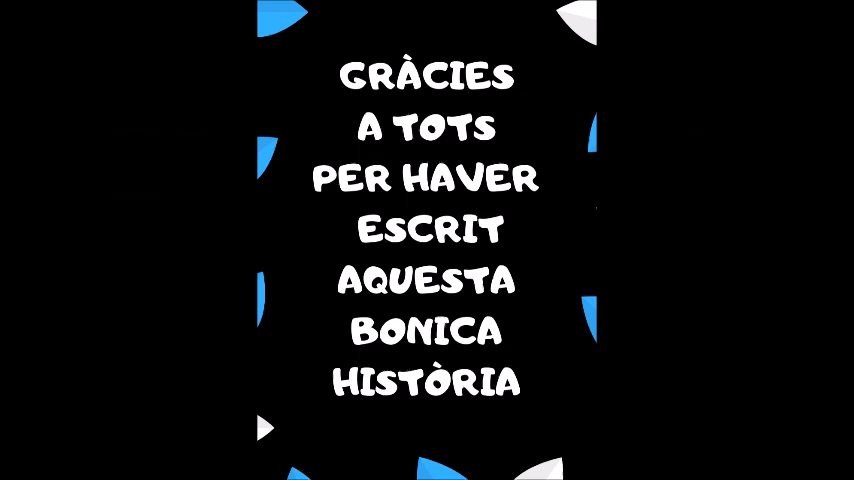 GRÀCIES
A TOTS
PER HAVER
ESCRIT
AQUESTA
BONICA
HISTÒRIA